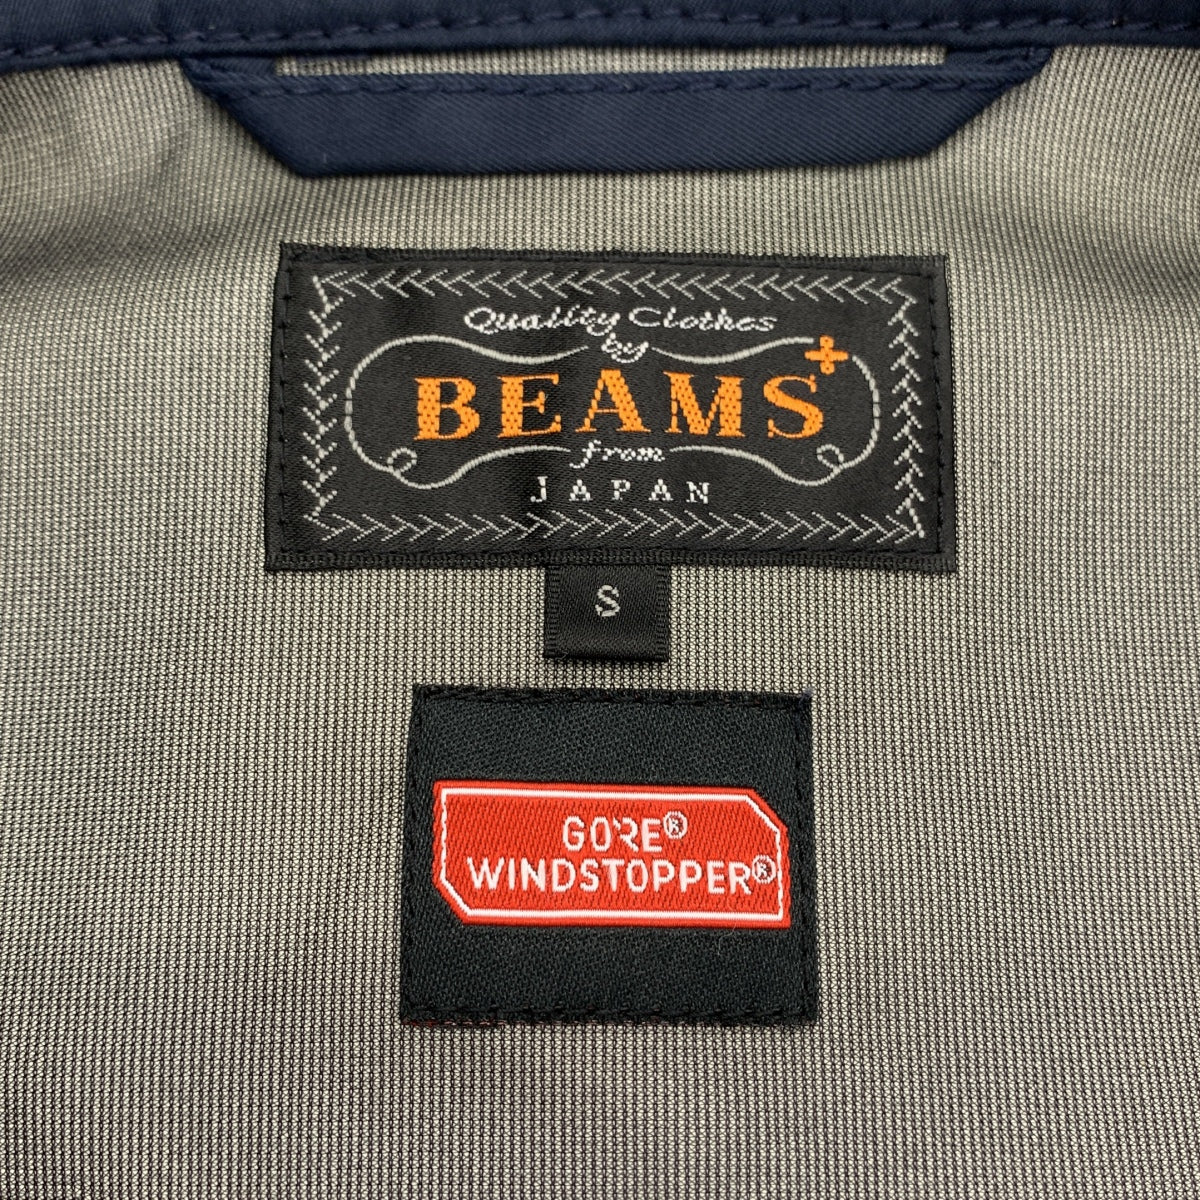 Quality Clothes
by
BEAMS+
from
JAPAN
S
GORE®
WINDSTOPPER®